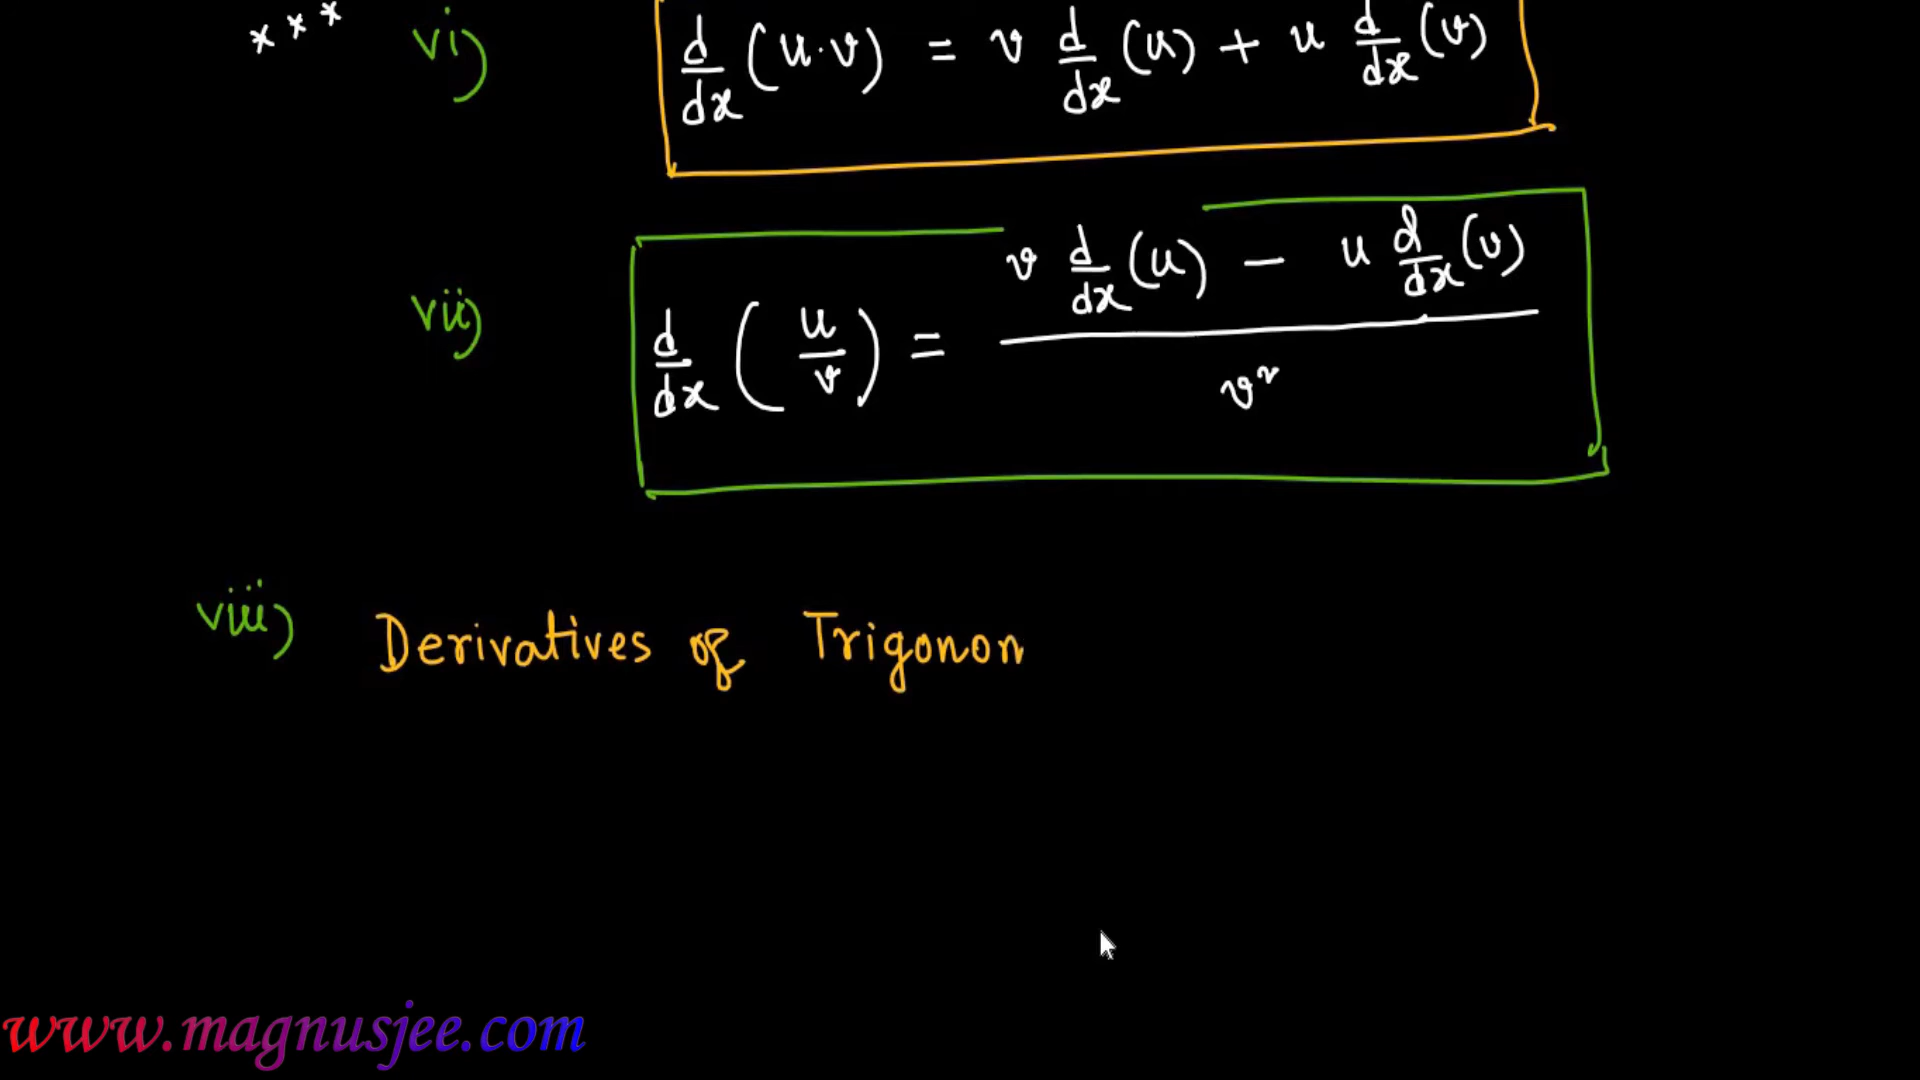 *** vi) d/dx (u·v) = v d/dx (u) + u d/dx (v)
vii) d/dx (u/v) = (v d/dx (u) − u d/dx (v)) / v²
viii) Derivatives of Trigonon
www.magnusjee.com